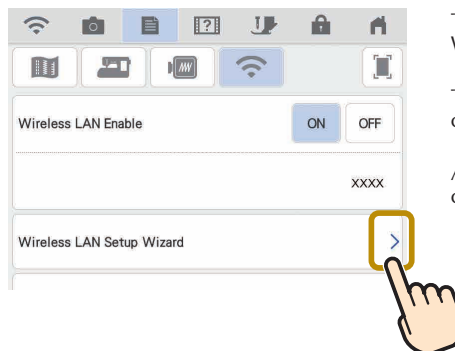 Wireless LAN Enable
ON
OFF
xxxx
Wireless LAN Setup Wizard